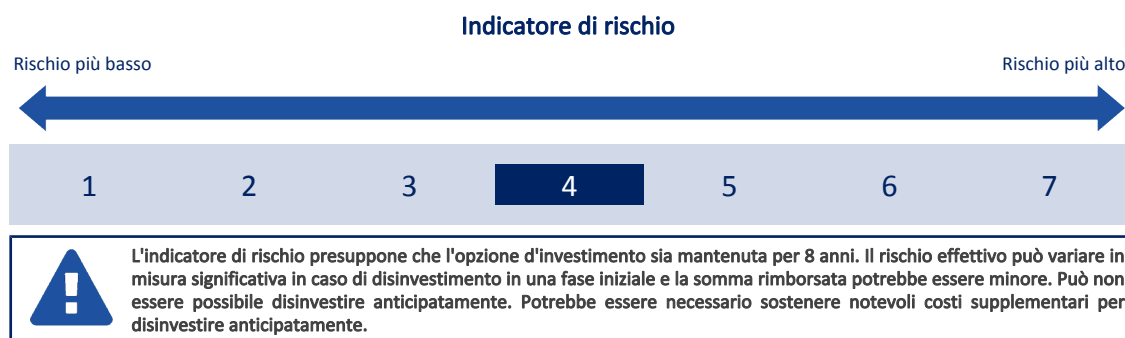 Indicatore di rischio
Rischio più basso
Rischio più alto
1 2 3 4 5 6 7
L'indicatore di rischio presuppone che l'opzione d'investimento sia mantenuta per 8 anni. Il rischio effettivo può variare in
misura significativa in caso di disinvestimento in una fase iniziale e la somma rimborsata potrebbe essere minore. Può non
essere possibile disinvestire anticipatamente. Potrebbe essere necessario sostenere notevoli costi supplementari per
disinvestire anticipatamente.